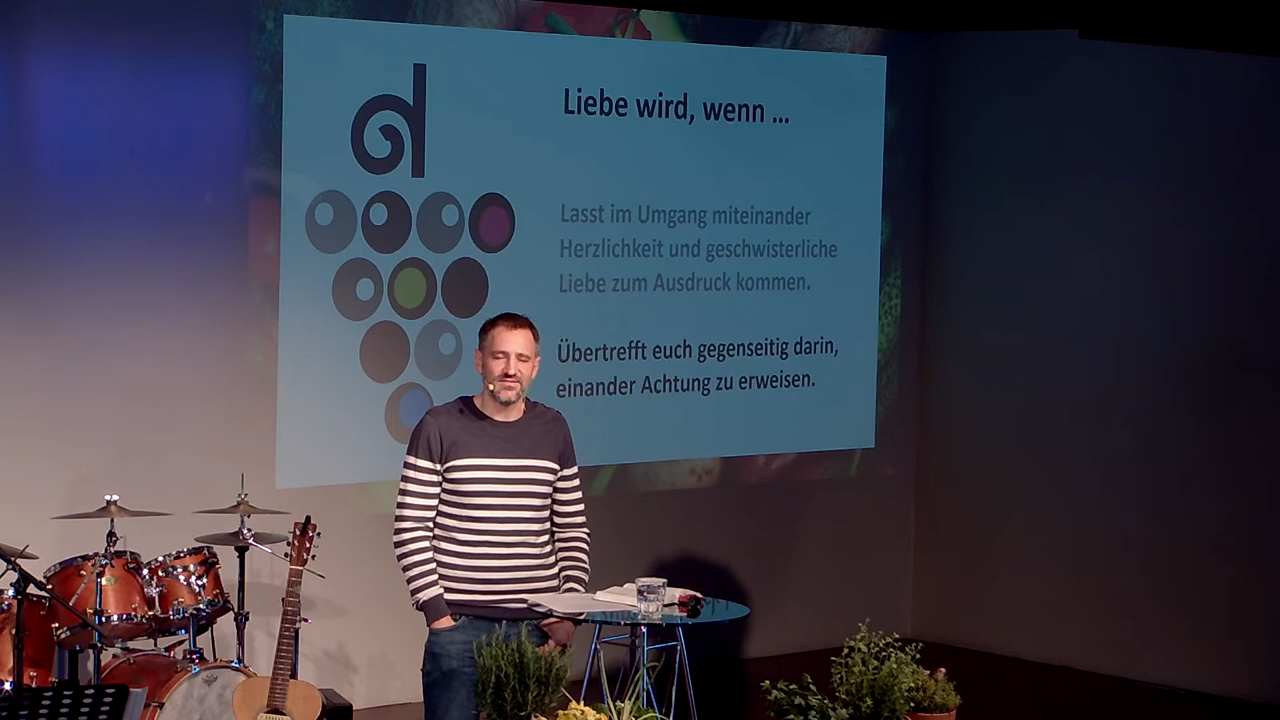 d
Liebe wird, wenn ...
Lasst im Umgang miteinander
Herzlichkeit und geschwisterliche
Liebe zum Ausdruck kommen.
Übertrefft euch gegenseitig darin,
einander Achtung zu erweisen.